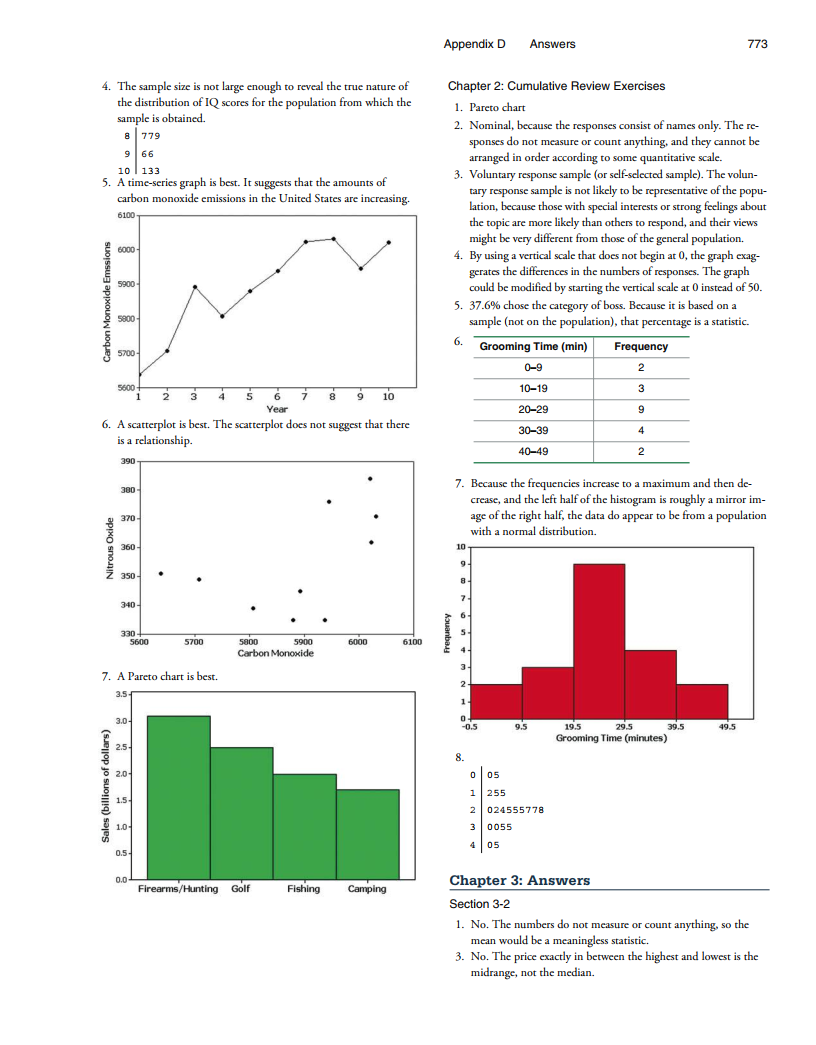 Appendix D Answers 773
4. The sample size is not large enough to reveal the true nature of
the distribution of IQ scores for the population from which the
sample is obtained.
8 | 779
9 | 66
10 | 133
5. A time-series graph is best. It suggests that the amounts of
carbon monoxide emissions in the United States are increasing.
6100
6000
5900
5800
5700
5600
Carbon Monoxide Emissions
1 2 3 4 5 6 7 8 9 10
Year
6. A scatterplot is best. The scatterplot does not suggest that there
is a relationship.
390
380
370
360
350
340
330
Nitrous Oxide
5600 5700 5800 5900 6000 6100
Carbon Monoxide
7. A Pareto chart is best.
3.5
3.0
2.5
2.0
1.5
1.0
0.5
0.0
Sales (billions of dollars)
Firearms/Hunting Golf Fishing Camping
Chapter 2: Cumulative Review Exercises
1. Pareto chart
2. Nominal, because the responses consist of names only. The re-
sponses do not measure or count anything, and they cannot be
arranged in order according to some quantitative scale.
3. Voluntary response sample (or self-selected sample). The volun-
tary response sample is not likely to be representative of the popu-
lation, because those with special interests or strong feelings about
the topic are more likely than others to respond, and their views
might be very different from those of the general population.
4. By using a vertical scale that does not begin at 0, the graph exag-
gerates the differences in the numbers of responses. The graph
could be modified by starting the vertical scale at 0 instead of 50.
5. 37.6% chose the category of boss. Because it is based on a
sample (not on the population), that percentage is a statistic.
6.
Grooming Time (min) Frequency
0–9 2
10–19 3
20–29 9
30–39 4
40–49 2
7. Because the frequencies increase to a maximum and then de-
crease, and the left half of the histogram is roughly a mirror im-
age of the right half, the data do appear to be from a population
with a normal distribution.
10
9
8
7
6
5
4
3
2
1
0
Frequency
-0.5 9.5 19.5 29.5 39.5 49.5
Grooming Time (minutes)
8.
0 | 05
1 | 255
2 | 024555778
3 | 0055
4 | 05
Chapter 3: Answers
Section 3-2
1. No. The numbers do not measure or count anything, so the
mean would be a meaningless statistic.
3. No. The price exactly in between the highest and lowest is the
midrange, not the median.